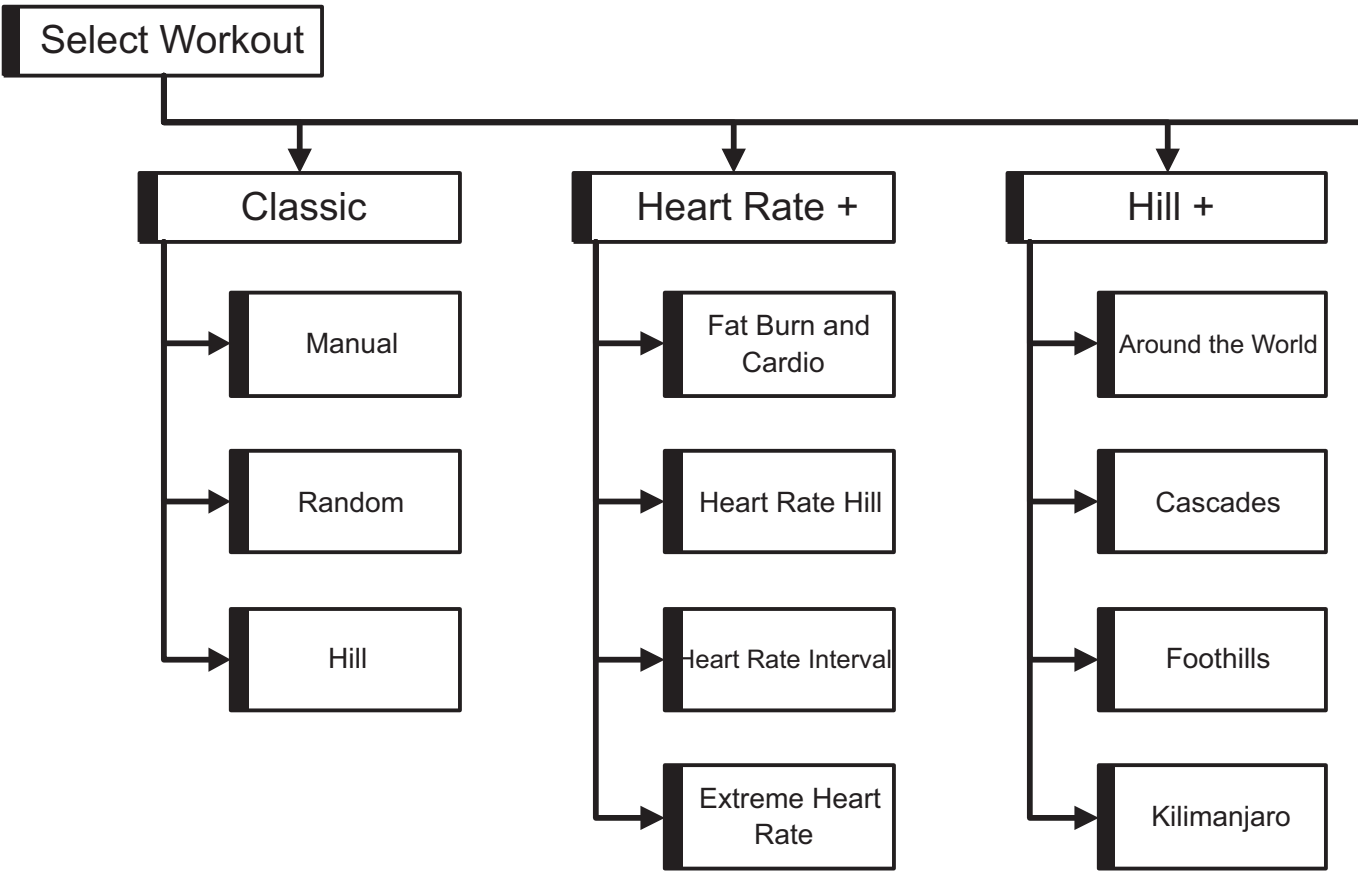 Select Workout
Classic
Heart Rate +
Hill +
Manual
Fat Burn and
Cardio
Around the World
Random
Heart Rate Hill
Cascades
Hill
Heart Rate Interval
Foothills
Extreme Heart
Rate
Kilimanjaro